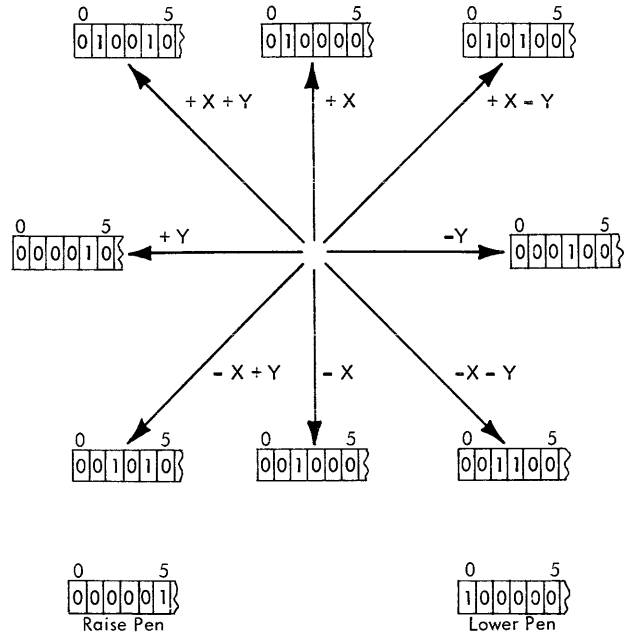 0 5 0 5 0 5
010010 010000 010100
+ X + Y + X + X - Y
0 5 + Y -Y 0 5
000010 000100
- X + Y - X -X - Y
0 5 0 5 0 5
001010 001000 001100
0 5 0 5
000001 100000
Raise Pen Lower Pen